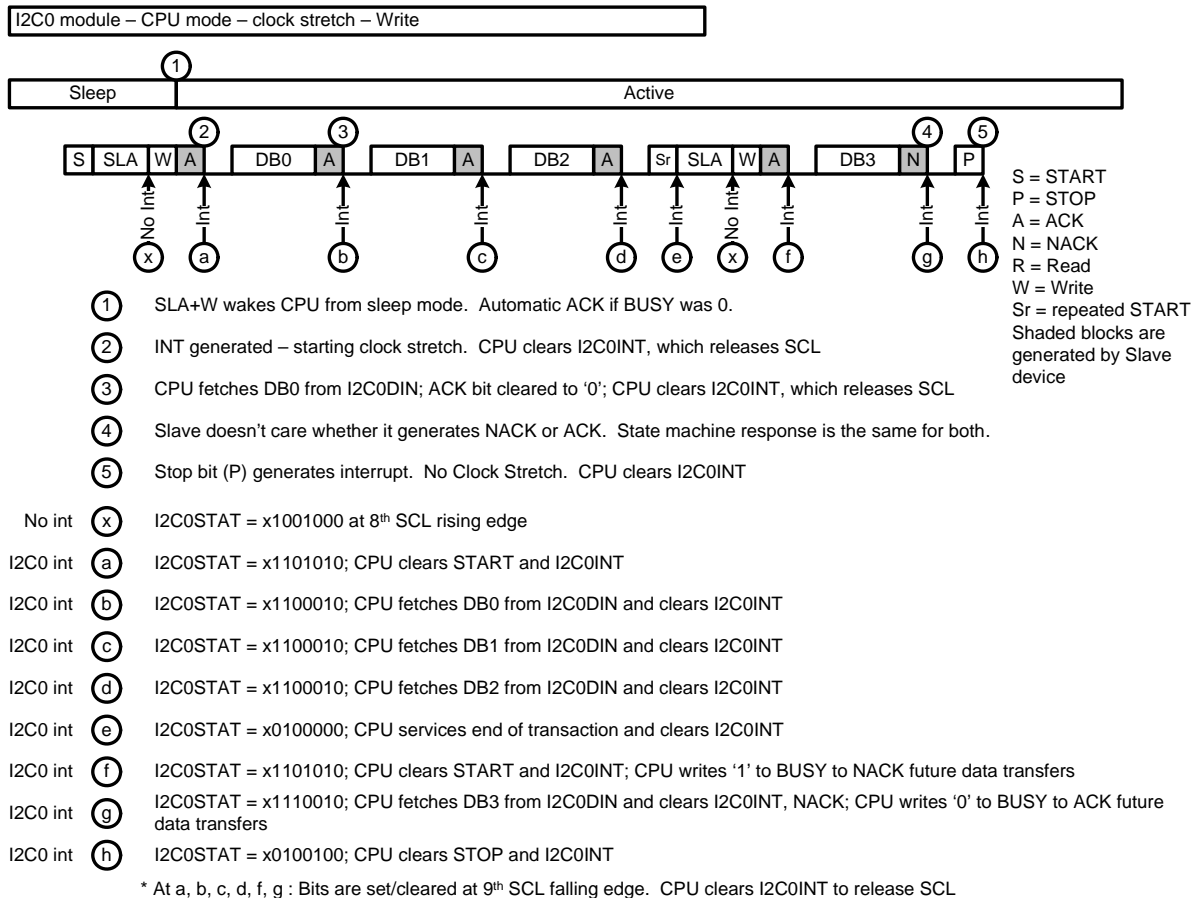 I2C0 module – CPU mode – clock stretch – Write
1
Sleep
Active
2
3
4
5
S SLA W A DB0 A DB1 A DB2 A Sr SLA W A DB3 N P
No Int
Int
Int
Int
Int
Int
No Int
Int
Int
Int
x a b c d e x f g h
S = START
P = STOP
A = ACK
N = NACK
R = Read
W = Write
Sr = repeated START
Shaded blocks are
generated by Slave
device
1 SLA+W wakes CPU from sleep mode. Automatic ACK if BUSY was 0.
2 INT generated – starting clock stretch. CPU clears I2C0INT, which releases SCL
3 CPU fetches DB0 from I2C0DIN; ACK bit cleared to ‘0’; CPU clears I2C0INT, which releases SCL
4 Slave doesn’t care whether it generates NACK or ACK. State machine response is the same for both.
5 Stop bit (P) generates interrupt. No Clock Stretch. CPU clears I2C0INT
No int x I2C0STAT = x1001000 at 8th SCL rising edge
I2C0 int a I2C0STAT = x1101010; CPU clears START and I2C0INT
I2C0 int b I2C0STAT = x1100010; CPU fetches DB0 from I2C0DIN and clears I2C0INT
I2C0 int c I2C0STAT = x1100010; CPU fetches DB1 from I2C0DIN and clears I2C0INT
I2C0 int d I2C0STAT = x1100010; CPU fetches DB2 from I2C0DIN and clears I2C0INT
I2C0 int e I2C0STAT = x0100000; CPU services end of transaction and clears I2C0INT
I2C0 int f I2C0STAT = x1101010; CPU clears START and I2C0INT; CPU writes ‘1’ to BUSY to NACK future data transfers
I2C0 int g I2C0STAT = x1110010; CPU fetches DB3 from I2C0DIN and clears I2C0INT, NACK; CPU writes ‘0’ to BUSY to ACK future
data transfers
I2C0 int h I2C0STAT = x0100100; CPU clears STOP and I2C0INT
* At a, b, c, d, f, g : Bits are set/cleared at 9th SCL falling edge. CPU clears I2C0INT to release SCL